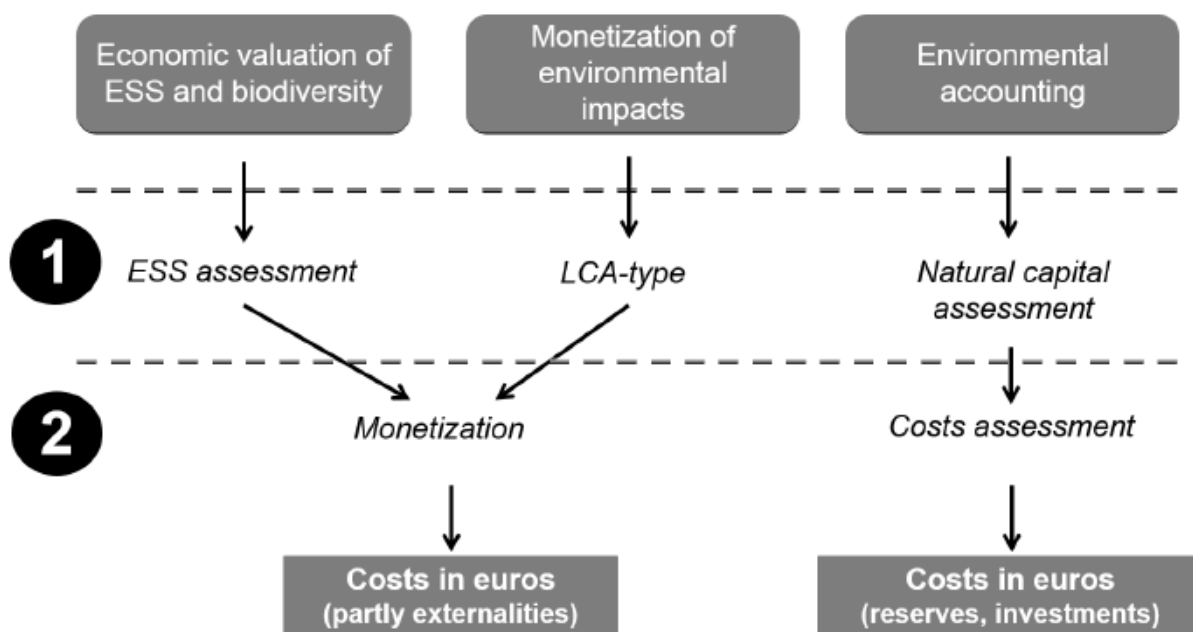 Economic valuation of
ESS and biodiversity
Monetization of
environmental
impacts
Environmental
accounting
1
ESS assessment
LCA-type
Natural capital
assessment
2
Monetization
Costs assessment
Costs in euros
(partly externalities)
Costs in euros
(reserves, investments)